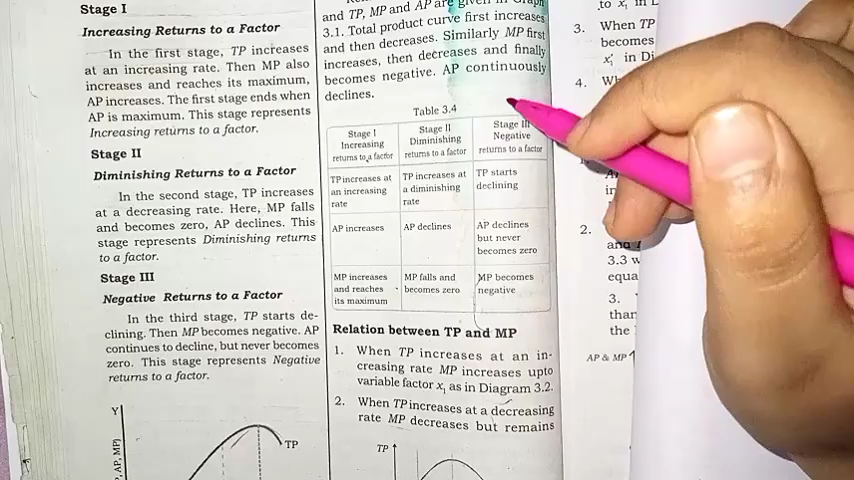 Stage I
Increasing Returns to a Factor
In the first stage, TP increases
at an increasing rate. Then MP also
increases and reaches its maximum,
AP increases. The first stage ends when
AP is maximum. This stage represents
Increasing returns to a factor.
Stage II
Diminishing Returns to a Factor
In the second stage, TP increases
at a decreasing rate. Here, MP falls
and becomes zero, AP declines. This
stage represents Diminishing returns
to a factor.
Stage III
Negative Returns to a Factor
In the third stage, TP starts de-
clining. Then MP becomes negative. AP
continues to decline, but never becomes
zero. This stage represents Negative
returns to a factor.
Y
AP, MP)
TP
and TP, MP and AP are given in Graph
3.1. Total product curve first increases
and then decreases. Similarly MP first
increases, then decreases and finally
becomes negative. AP continuously
declines.
Table 3.4
Stage I
Increasing
returns to a factor
Stage II
Diminishing
returns to a factor
Stage III
Negative
returns to a factor
TP increases at
an increasing
rate
TP increases at
a diminishing
rate
TP starts
declining
AP increases
AP declines
AP declines
but never
becomes zero
MP increases
and reaches
its maximum
MP falls and
becomes zero
MP becomes
negative
Relation between TP and MP
1. When TP increases at an in-
creasing rate MP increases upto
variable factor x₁ as in Diagram 3.2.
2. When TP increases at a decreasing
rate MP decreases but remains
TP
to x₁ in
3. When TP
becomes
in Di
4.
2.
and
3.3 w
equa
3.
than
the
AP & MP